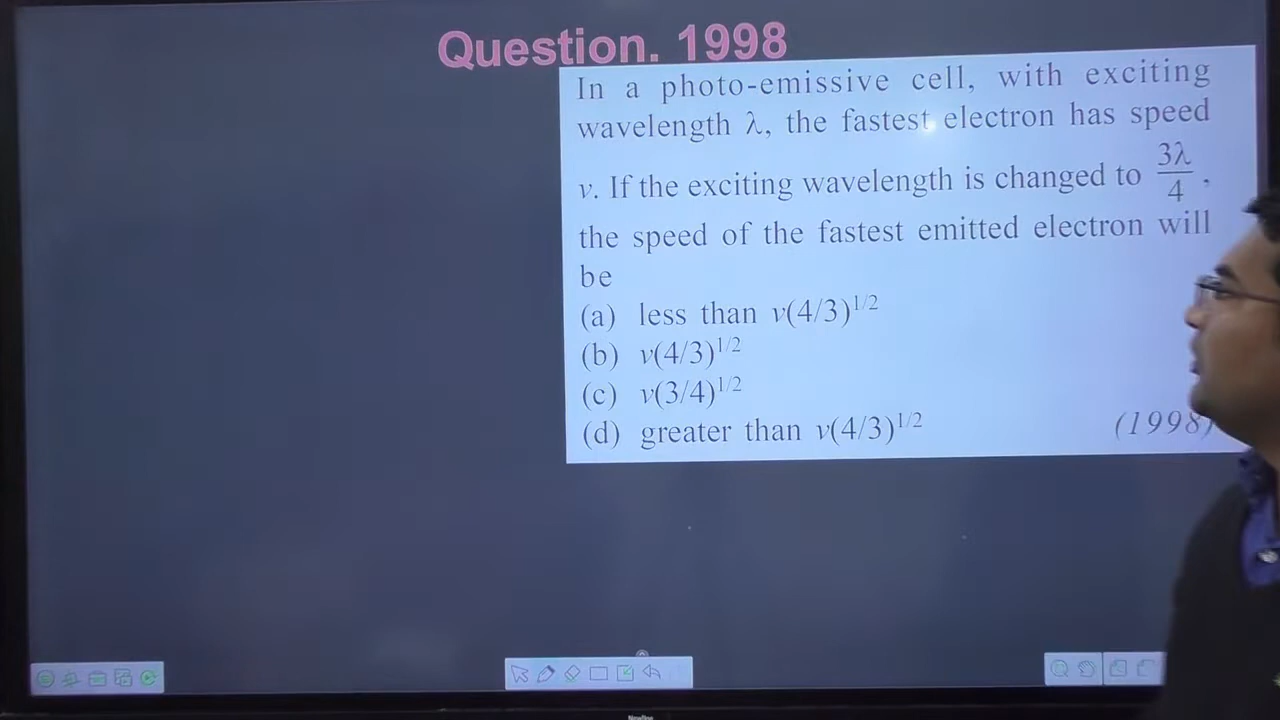 Question. 1998
In a photo-emissive cell, with exciting
wavelength λ, the fastest electron has speed
v. If the exciting wavelength is changed to 3λ/4,
the speed of the fastest emitted electron will
be
(a) less than v(4/3)^1/2
(b) v(4/3)^1/2
(c) v(3/4)^1/2
(d) greater than v(4/3)^1/2 (1998)
Newline